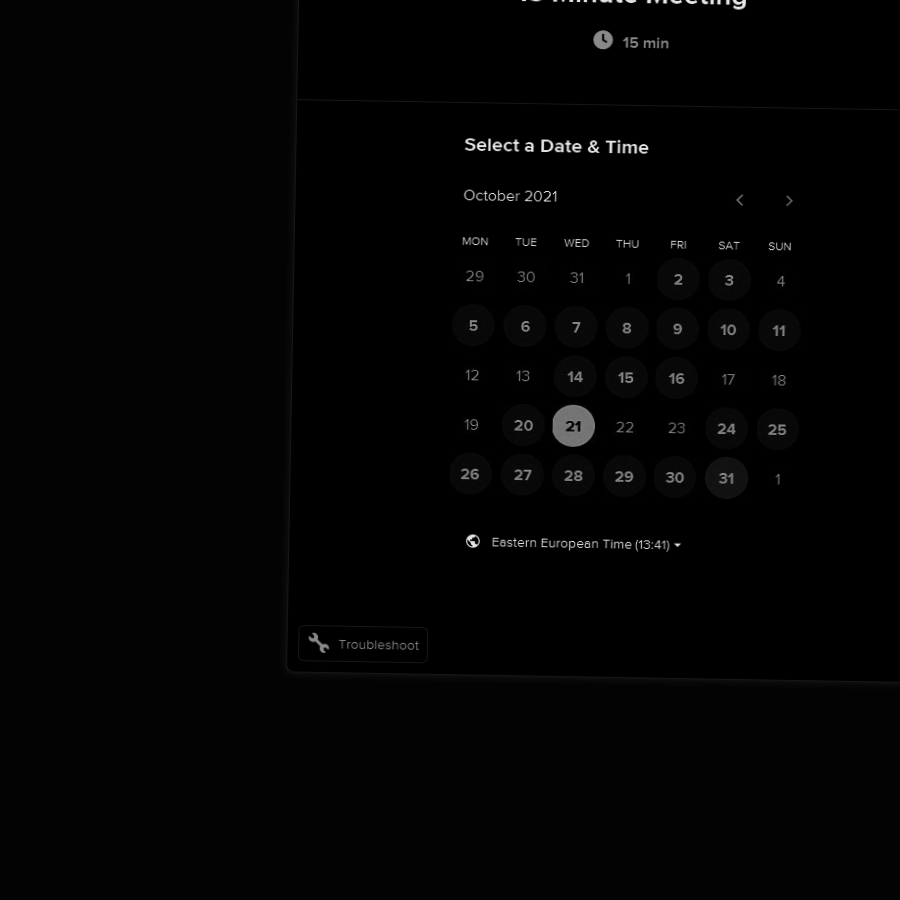 Minute Meeting
15 min
Select a Date & Time
October 2021
MON TUE WED THU FRI SAT SUN
29 30 31 1 2 3 4
5 6 7 8 9 10 11
12 13 14 15 16 17 18
19 20 21 22 23 24 25
26 27 28 29 30 31 1
Eastern European Time (13:41)
Troubleshoot